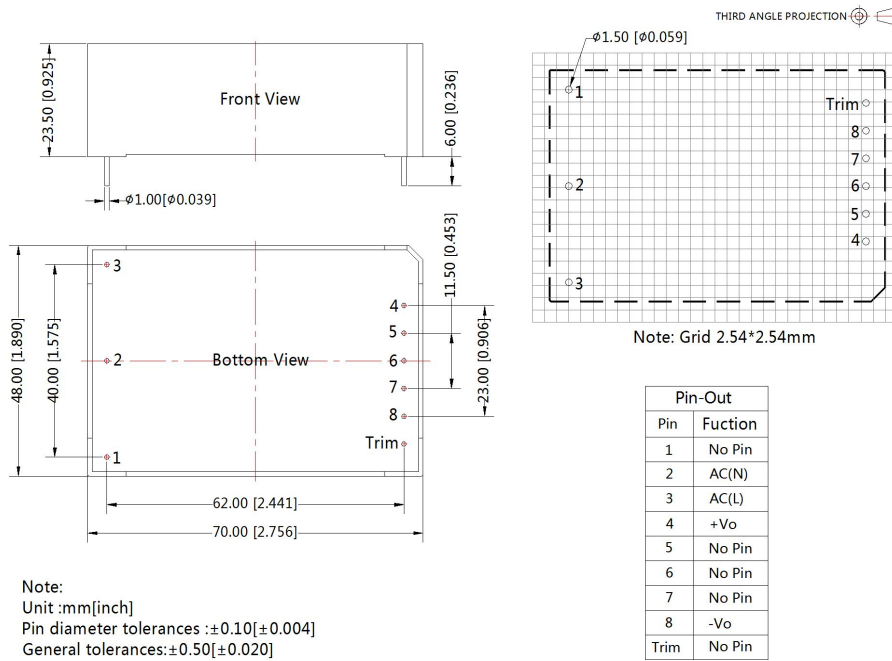 THIRD ANGLE PROJECTION
23.50 [0.925]
Front View
6.00 [0.236]
ϕ1.00[ϕ0.039]
ϕ1.50 [ϕ0.059]
1
Trim
8
7
2
6
5
4
3
Note: Grid 2.54*2.54mm
48.00 [1.890]
40.00 [1.575]
3
2
1
Bottom View
4
5
6
7
8
Trim
11.50 [0.453]
23.00 [0.906]
62.00 [2.441]
70.00 [2.756]
Pin-Out
Pin Fuction
1 No Pin
2 AC(N)
3 AC(L)
4 +Vo
5 No Pin
6 No Pin
7 No Pin
8 -Vo
Trim No Pin
Note:
Unit :mm[inch]
Pin diameter tolerances :±0.10[±0.004]
General tolerances:±0.50[±0.020]